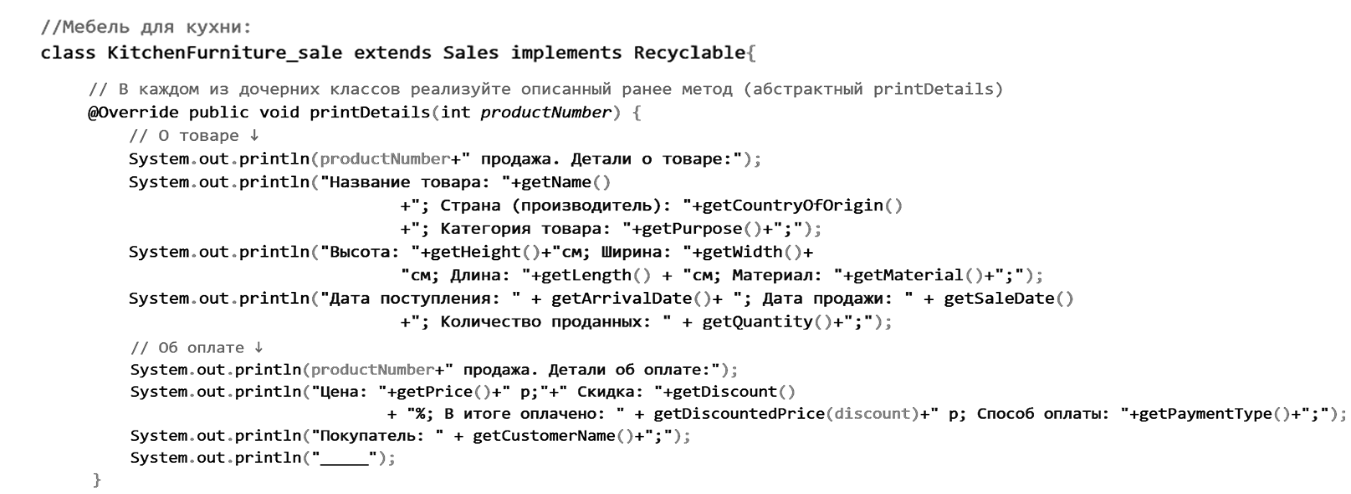 //Мебель для кухни:
class KitchenFurniture_sale extends Sales implements Recyclable{
// В каждом из дочерних классов реализуйте описанный ранее метод (абстрактный printDetails)
@Override public void printDetails(int productNumber) {
// О товаре ↓
System.out.println(productNumber+" продажа. Детали о товаре:");
System.out.println("Название товара: "+getName()
+"; Страна (производитель): "+getCountryOfOrigin()
+"; Категория товара: "+getPurpose()+";");
System.out.println("Высота: "+getHeight()+"см; Ширина: "+getWidth()+
"см; Длина: "+getLength() + "см; Материал: "+getMaterial()+";");
System.out.println("Дата поступления: " + getArrivalDate()+ "; Дата продажи: " + getSaleDate()
+"; Количество проданных: " + getQuantity()+";");
// Об оплате ↓
System.out.println(productNumber+" продажа. Детали об оплате:");
System.out.println("Цена: "+getPrice()+" р;"+" Скидка: "+getDiscount()
+ "%; В итоге оплачено: " + getDiscountedPrice(discount)+" р; Способ оплаты: "+getPaymentType()+";");
System.out.println("Покупатель: " + getCustomerName()+";");
System.out.println("_____");
}